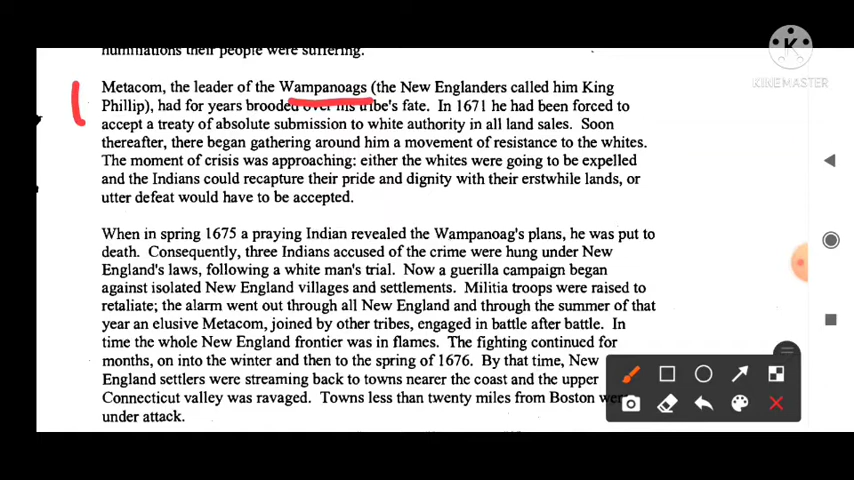 humiliations their people were suffering.
KINEMASTER
Metacom, the leader of the Wampanoags (the New Englanders called him King
Phillip), had for years brooded over his tribe's fate. In 1671 he had been forced to
accept a treaty of absolute submission to white authority in all land sales. Soon
thereafter, there began gathering around him a movement of resistance to the whites.
The moment of crisis was approaching: either the whites were going to be expelled
and the Indians could recapture their pride and dignity with their erstwhile lands, or
utter defeat would have to be accepted.
When in spring 1675 a praying Indian revealed the Wampanoag's plans, he was put to
death. Consequently, three Indians accused of the crime were hung under New
England's laws, following a white man's trial. Now a guerilla campaign began
against isolated New England villages and settlements. Militia troops were raised to
retaliate; the alarm went out through all New England and through the summer of that
year an elusive Metacom, joined by other tribes, engaged in battle after battle. In
time the whole New England frontier was in flames. The fighting continued for
months, on into the winter and then to the spring of 1676. By that time, New
England settlers were streaming back to towns nearer the coast and the upper
Connecticut valley was ravaged. Towns less than twenty miles from Boston were
under attack.